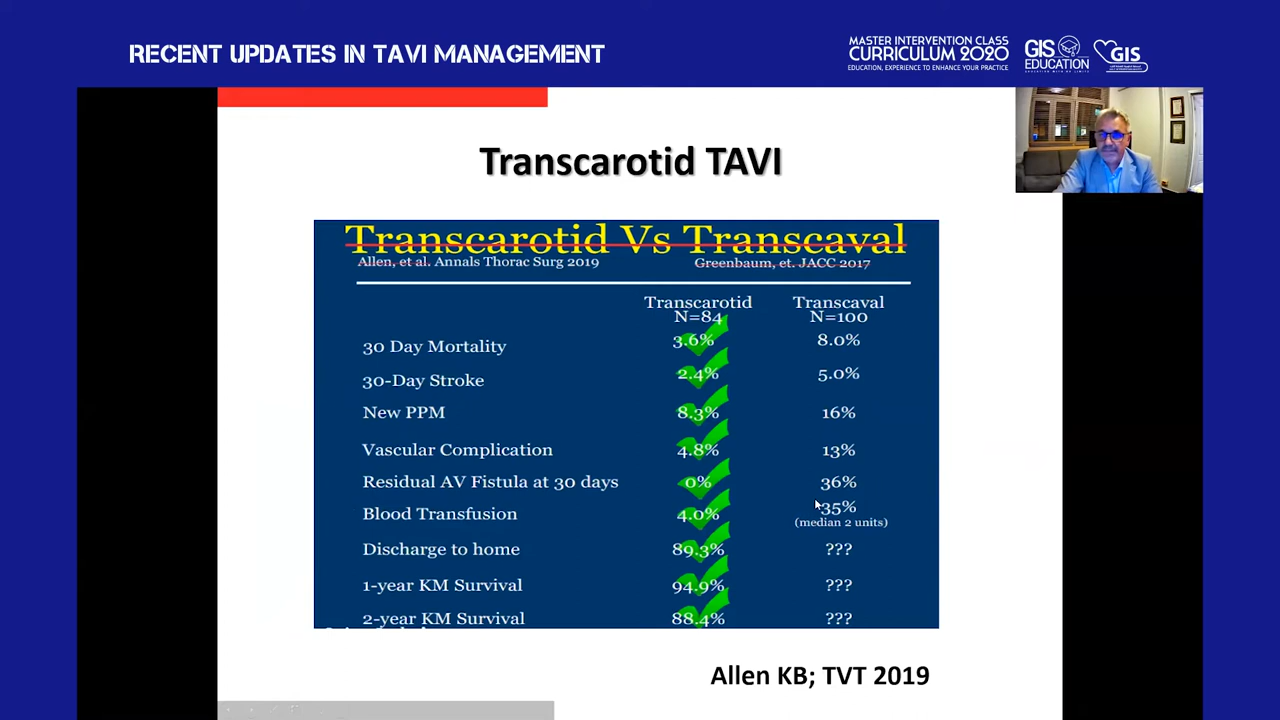 RECENT UPDATES IN TAVI MANAGEMENT
MASTER INTERVENTION CLASS
CURRICULUM 2020
EDUCATION, EXPERIENCE TO ENHANCE YOUR PRACTICE
GIS
EDUCATION
GIS
Transcarotid TAVI
Transcarotid Vs Transcaval
Allen, et al. Annals Thorac Surg 2019 Greenbaum, et. JACC 2017
Transcarotid Transcaval
N=84 N=100
30 Day Mortality 3.6% 8.0%
30-Day Stroke 2.4% 5.0%
New PPM 8.3% 16%
Vascular Complication 4.8% 13%
Residual AV Fistula at 30 days 0% 36%
Blood Transfusion 4.0% 35%
(median 2 units)
Discharge to home 89.3% ???
1-year KM Survival 94.9% ???
2-year KM Survival 88.4% ???
Allen KB; TVT 2019